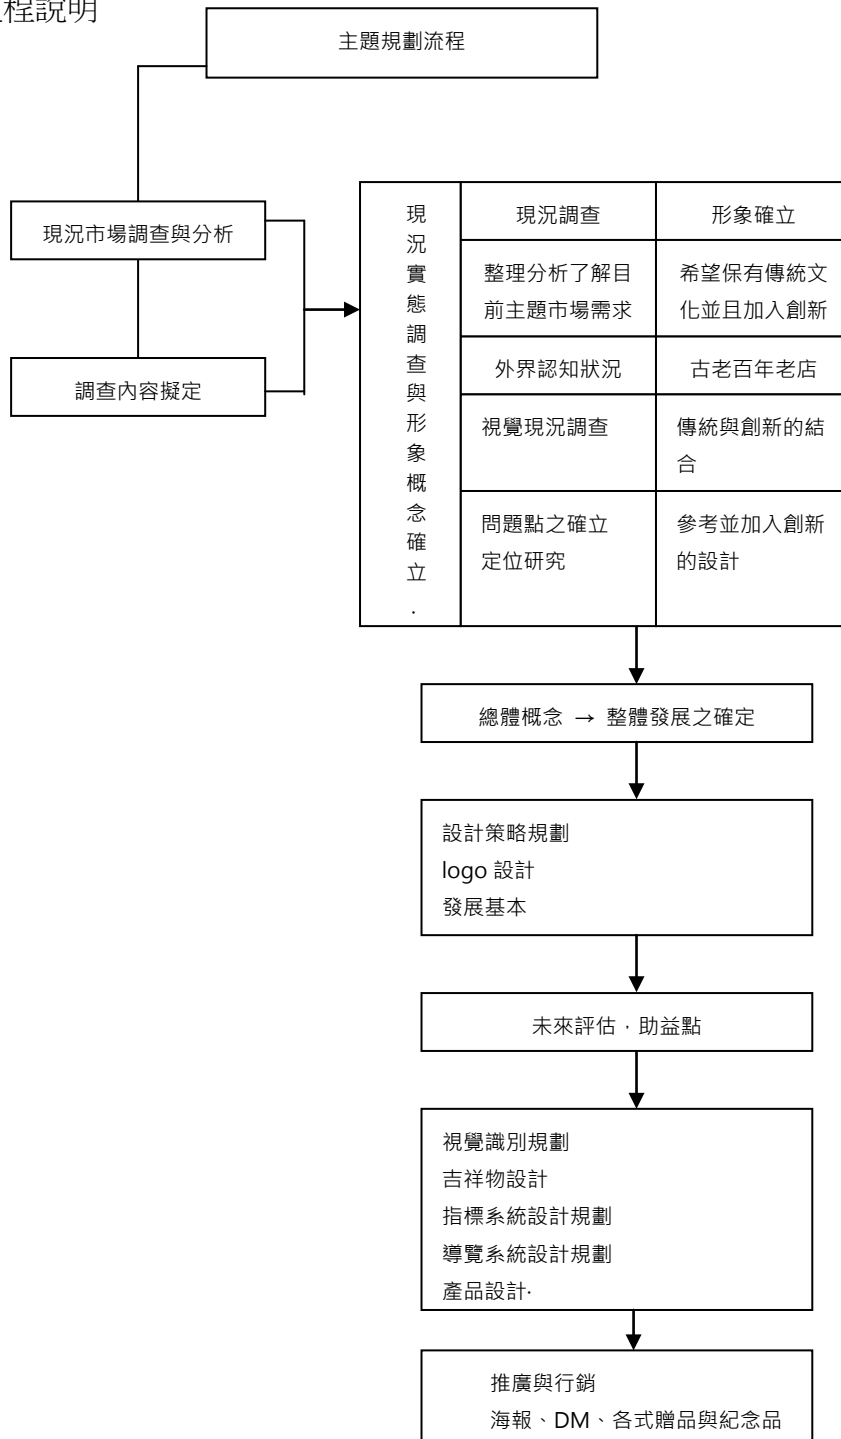 程說明
主題規劃流程
現況市場調查與分析
調查內容擬定
現況實態調查與形象概念確立.
現況調查
形象確立
整理分析了解目
前主題市場需求
希望保有傳統文
化並且加入創新
外界認知狀況
古老百年老店
視覺現況調查
傳統與創新的結
合
問題點之確立
定位研究
參考並加入創新
的設計
總體概念 → 整體發展之確定
設計策略規劃
logo 設計
發展基本
未來評估‧助益點
視覺識別規劃
吉祥物設計
指標系統設計規劃
導覽系統設計規劃
產品設計‧
推廣與行銷
海報、DM、各式贈品與紀念品